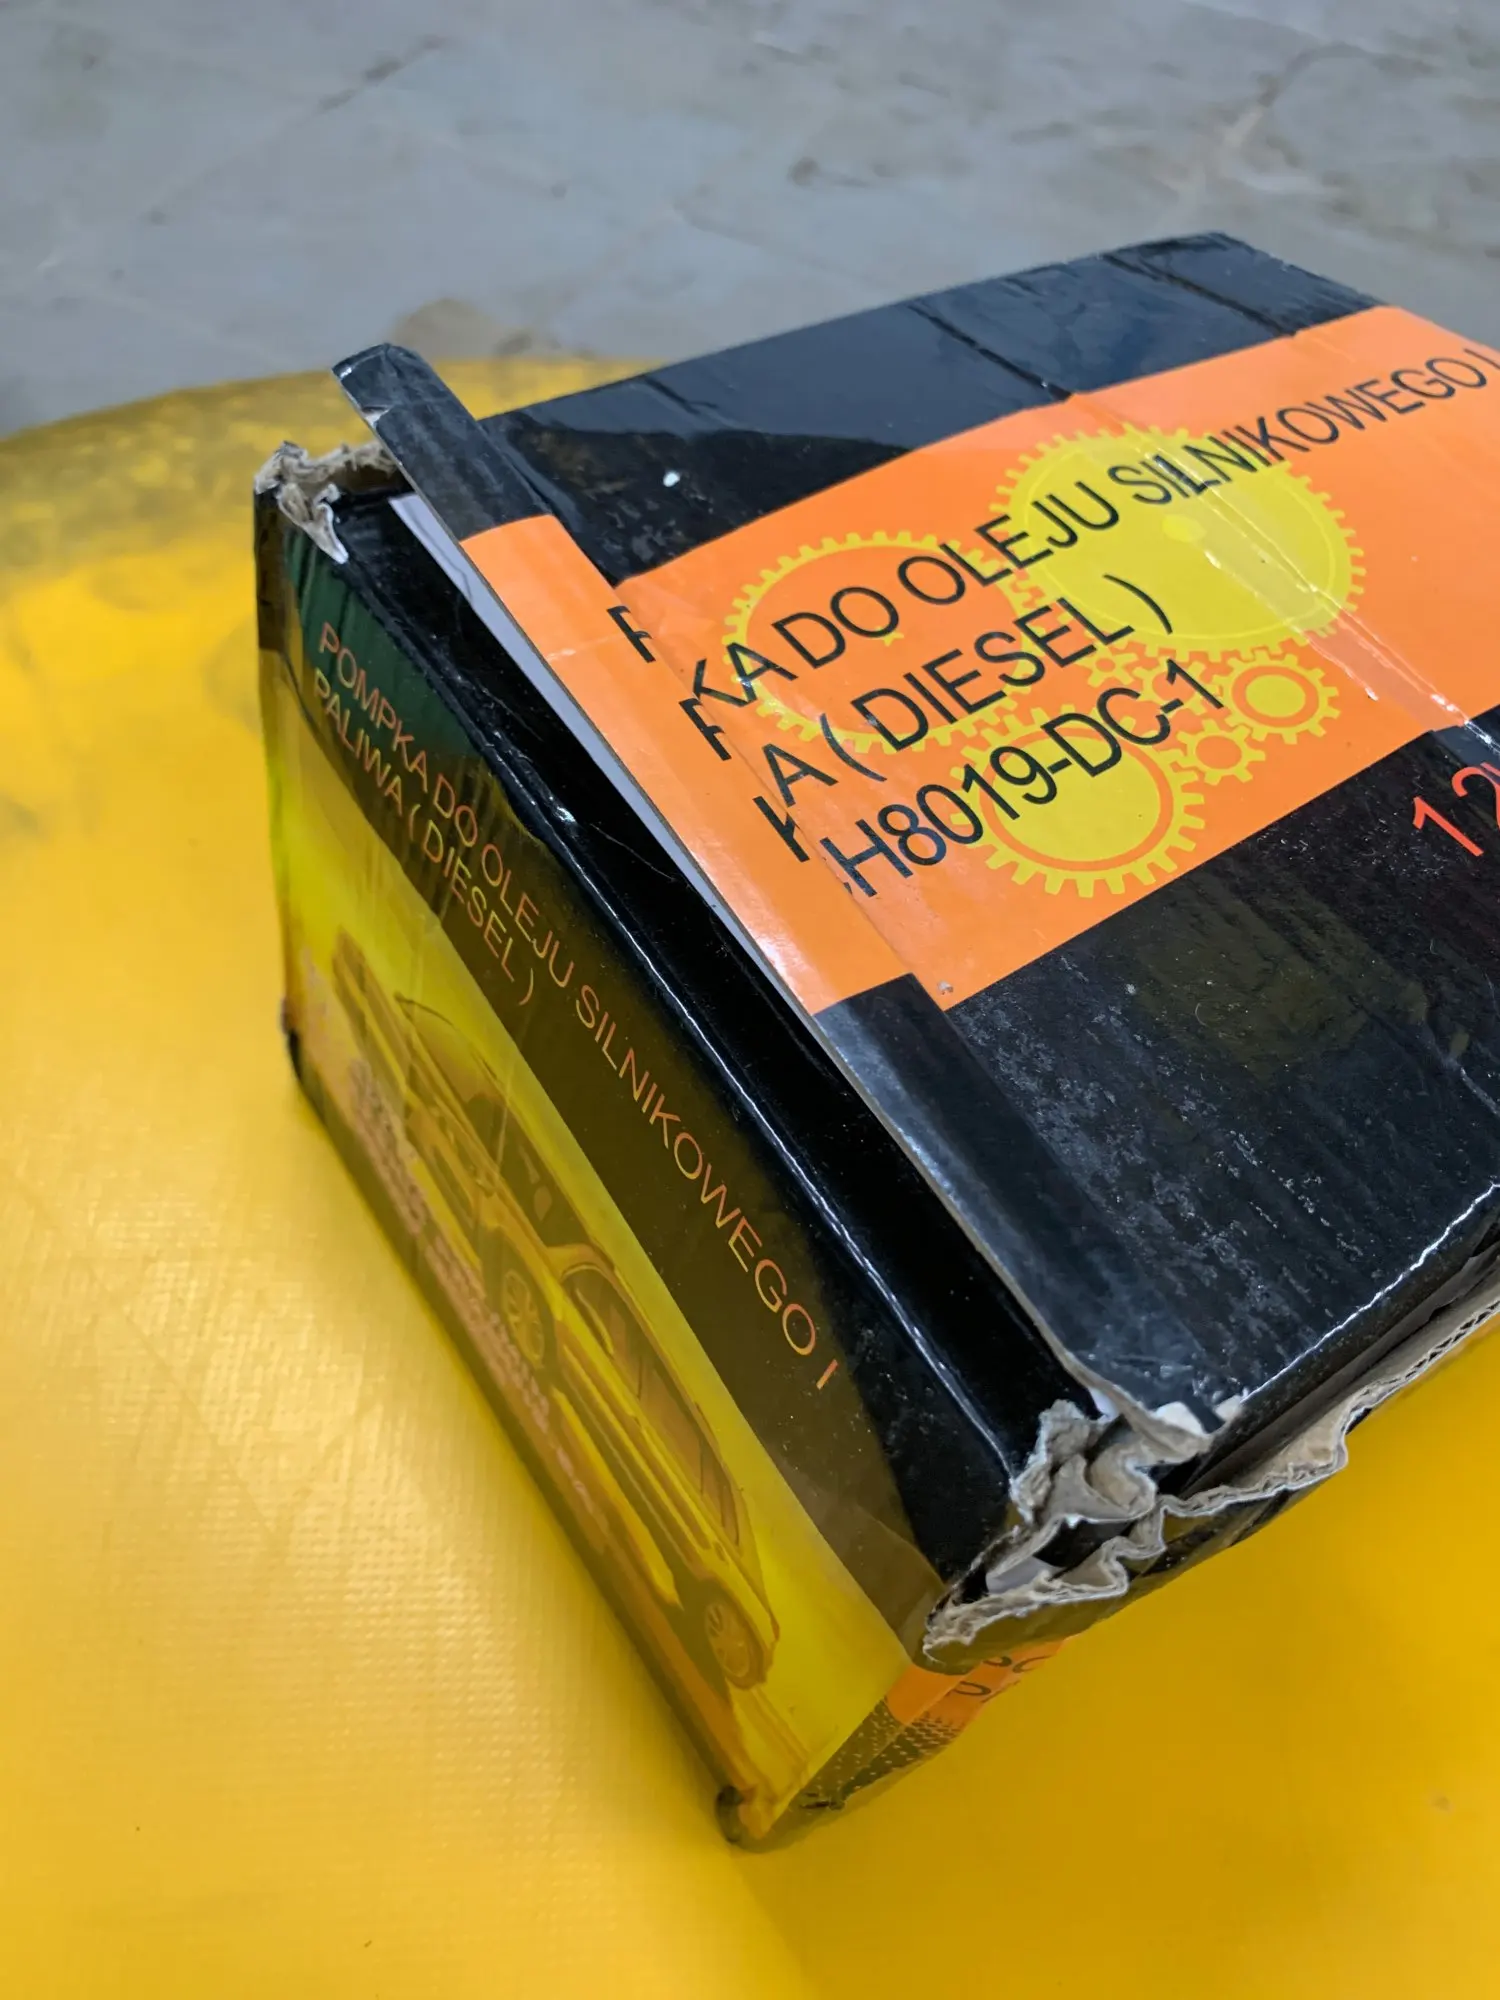 KA DO OLEJU SILNIKOWEGO I
A ( DIESEL )
H8019-DC-1
POMPKA DO OLEJU SILNIKOWEGO I
PALIWA ( DIESEL )